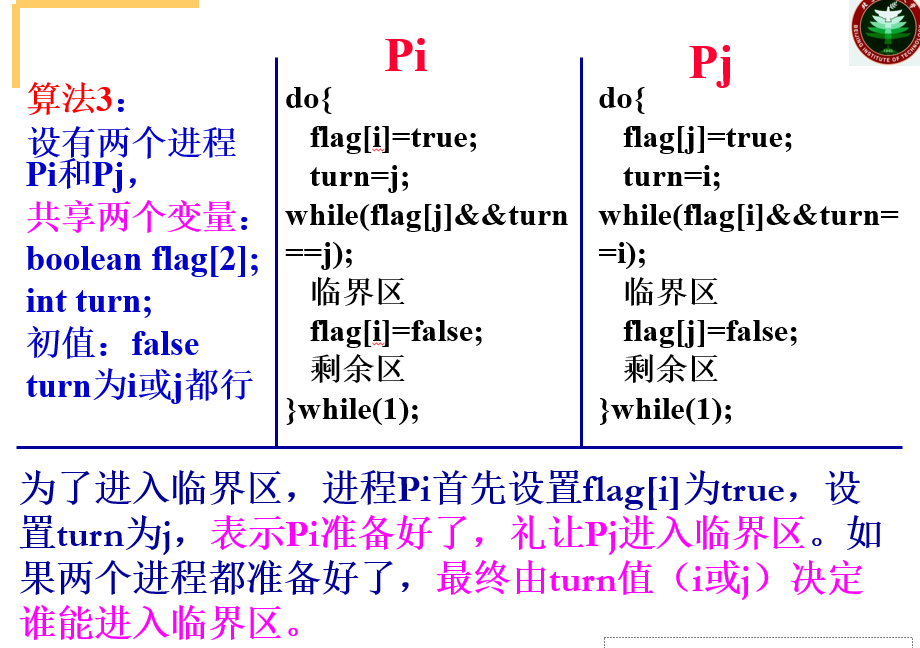 Pi
Pj
算法3：
设有两个进程
Pi和Pj，
共享两个变量：
boolean flag[2];
int turn;
初值：false
turn为i或j都行
do{
flag[i]=true;
turn=j;
while(flag[j]&&turn
==j);
临界区
flag[i]=false;
剩余区
}while(1);
do{
flag[j]=true;
turn=i;
while(flag[i]&&turn=
=i);
临界区
flag[j]=false;
剩余区
}while(1);
为了进入临界区，进程Pi首先设置flag[i]为true，设
置turn为j，表示Pi准备好了，礼让Pj进入临界区。如
果两个进程都准备好了，最终由turn值（i或j）决定
谁能进入临界区。